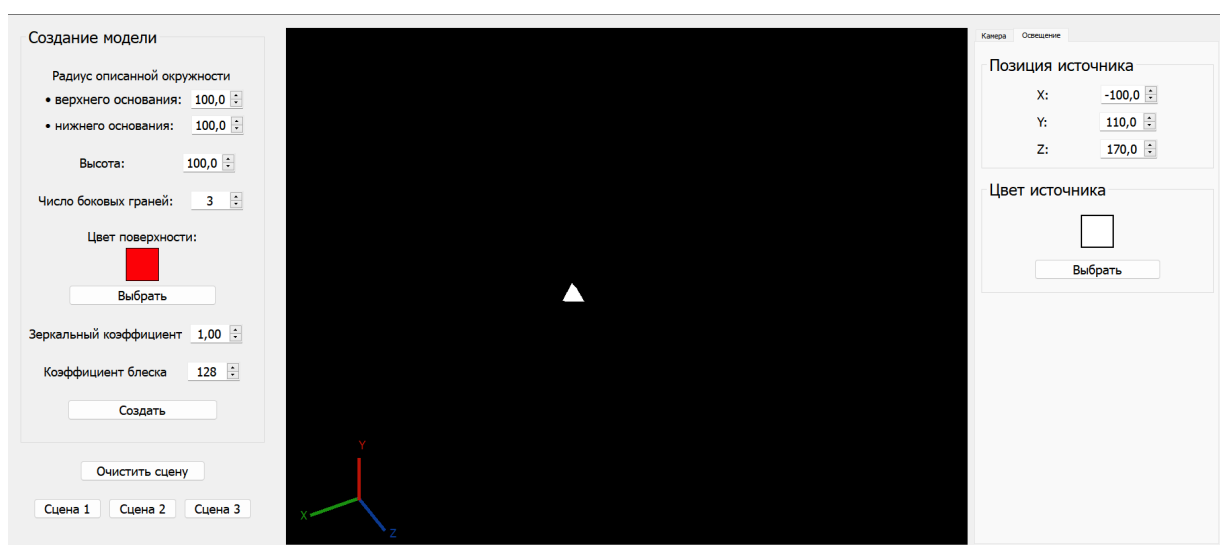 Создание модели
Радиус описанной окружности
• верхнего основания: 100,0
• нижнего основания: 100,0
Высота: 100,0
Число боковых граней: 3
Цвет поверхности:
Выбрать
Зеркальный коэффициент 1,00
Коэффициент блеска 128
Создать
Очистить сцену
Сцена 1 Сцена 2 Сцена 3
Y
X
Z
Камера Освещение
Позиция источника
X: -100,0
Y: 110,0
Z: 170,0
Цвет источника
Выбрать